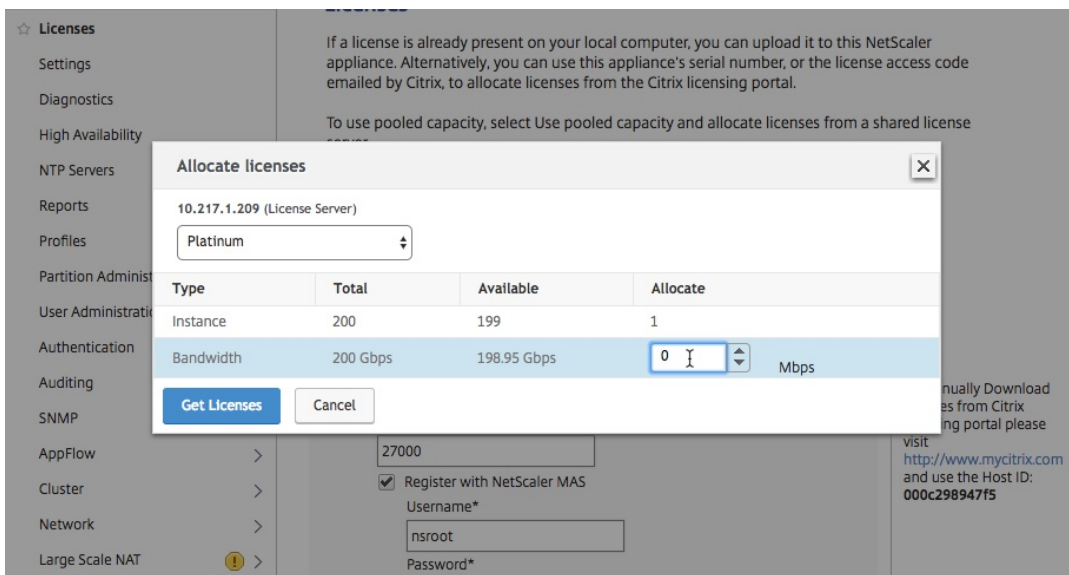 Licenses
Settings
Diagnostics
High Availability
NTP Servers
Reports
Profiles
Partition Administ
User Administratio
Authentication
Auditing
SNMP
AppFlow
Cluster
Network
Large Scale NAT
Licenses
If a license is already present on your local computer, you can upload it to this NetScaler
appliance. Alternatively, you can use this appliance's serial number, or the license access code
emailed by Citrix, to allocate licenses from the Citrix licensing portal.
To use pooled capacity, select Use pooled capacity and allocate licenses from a shared license
Allocate licenses
10.217.1.209 (License Server)
Platinum
Type Total Available Allocate
Instance 200 199 1
Bandwidth 200 Gbps 198.95 Gbps 0 Mbps
Get Licenses Cancel
27000
Register with NetScaler MAS
Username*
nsroot
Password*
nually Download
es from Citrix
ng portal please
visit
http://www.mycitrix.com
and use the Host ID:
000c298947f5